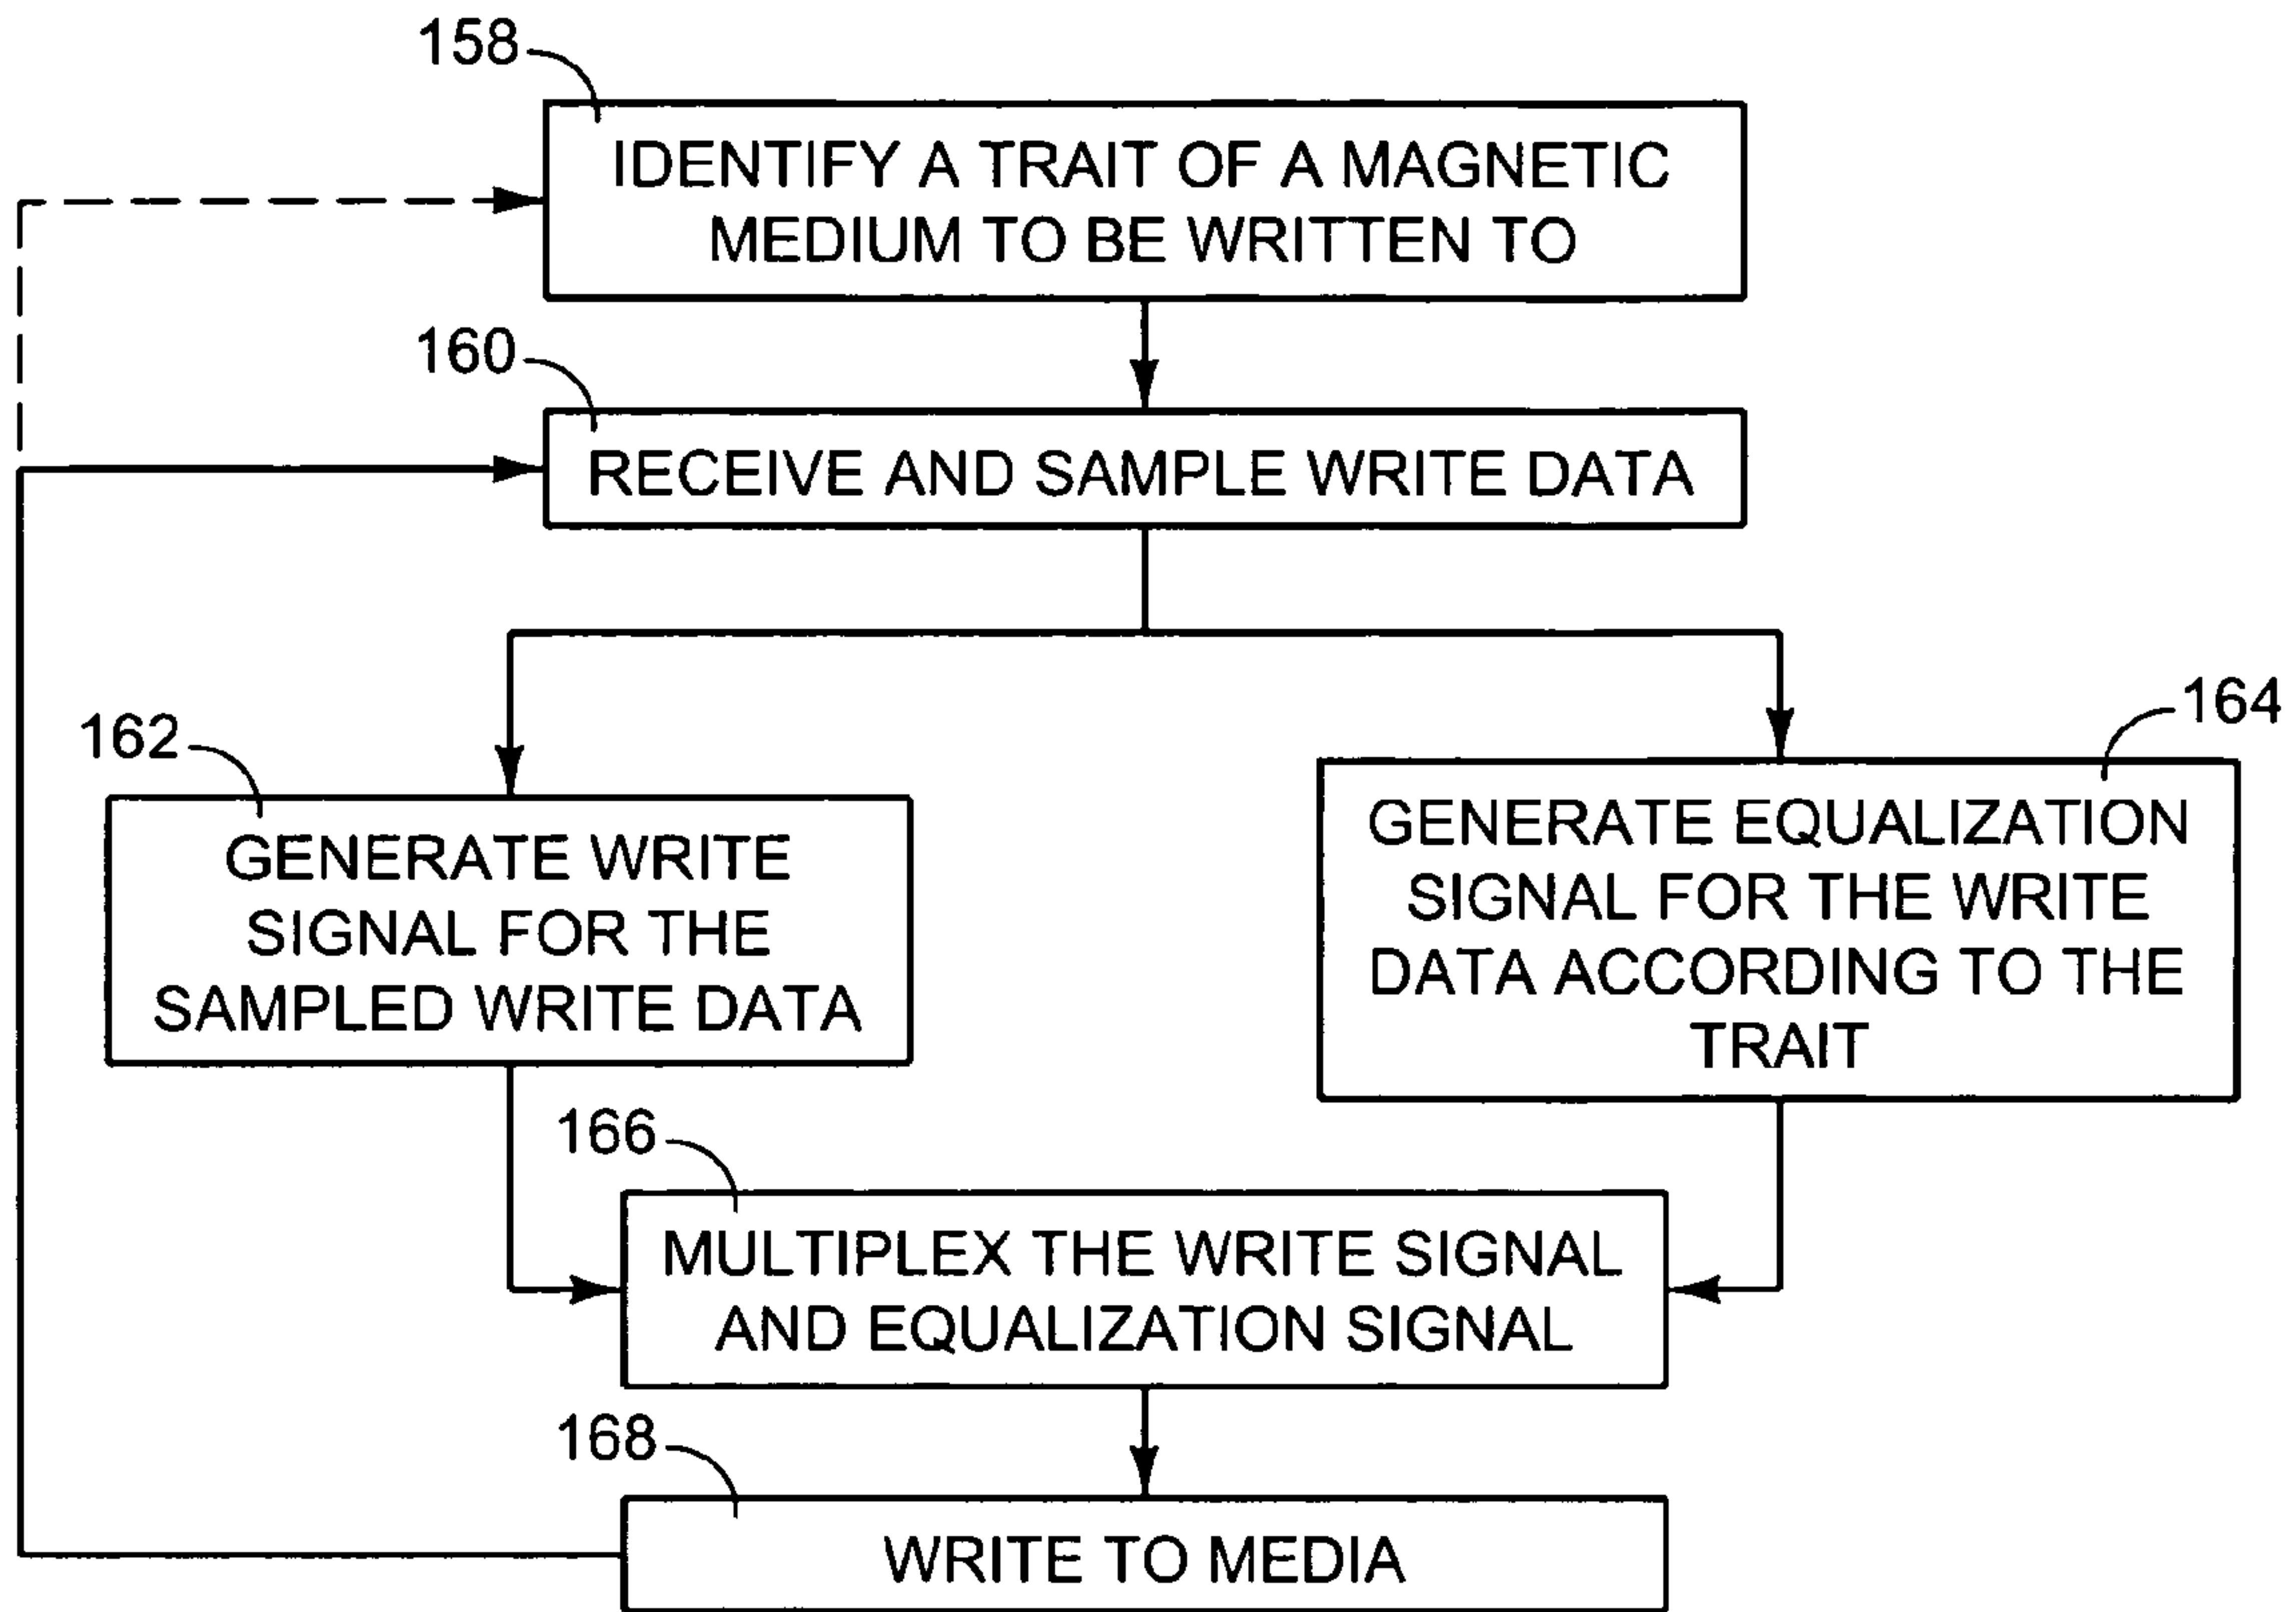 158
IDENTIFY A TRAIT OF A MAGNETIC
MEDIUM TO BE WRITTEN TO
160
RECEIVE AND SAMPLE WRITE DATA
162
GENERATE WRITE
SIGNAL FOR THE
SAMPLED WRITE DATA
164
GENERATE EQUALIZATION
SIGNAL FOR THE WRITE
DATA ACCORDING TO THE
TRAIT
166
MULTIPLEX THE WRITE SIGNAL
AND EQUALIZATION SIGNAL
168
WRITE TO MEDIA